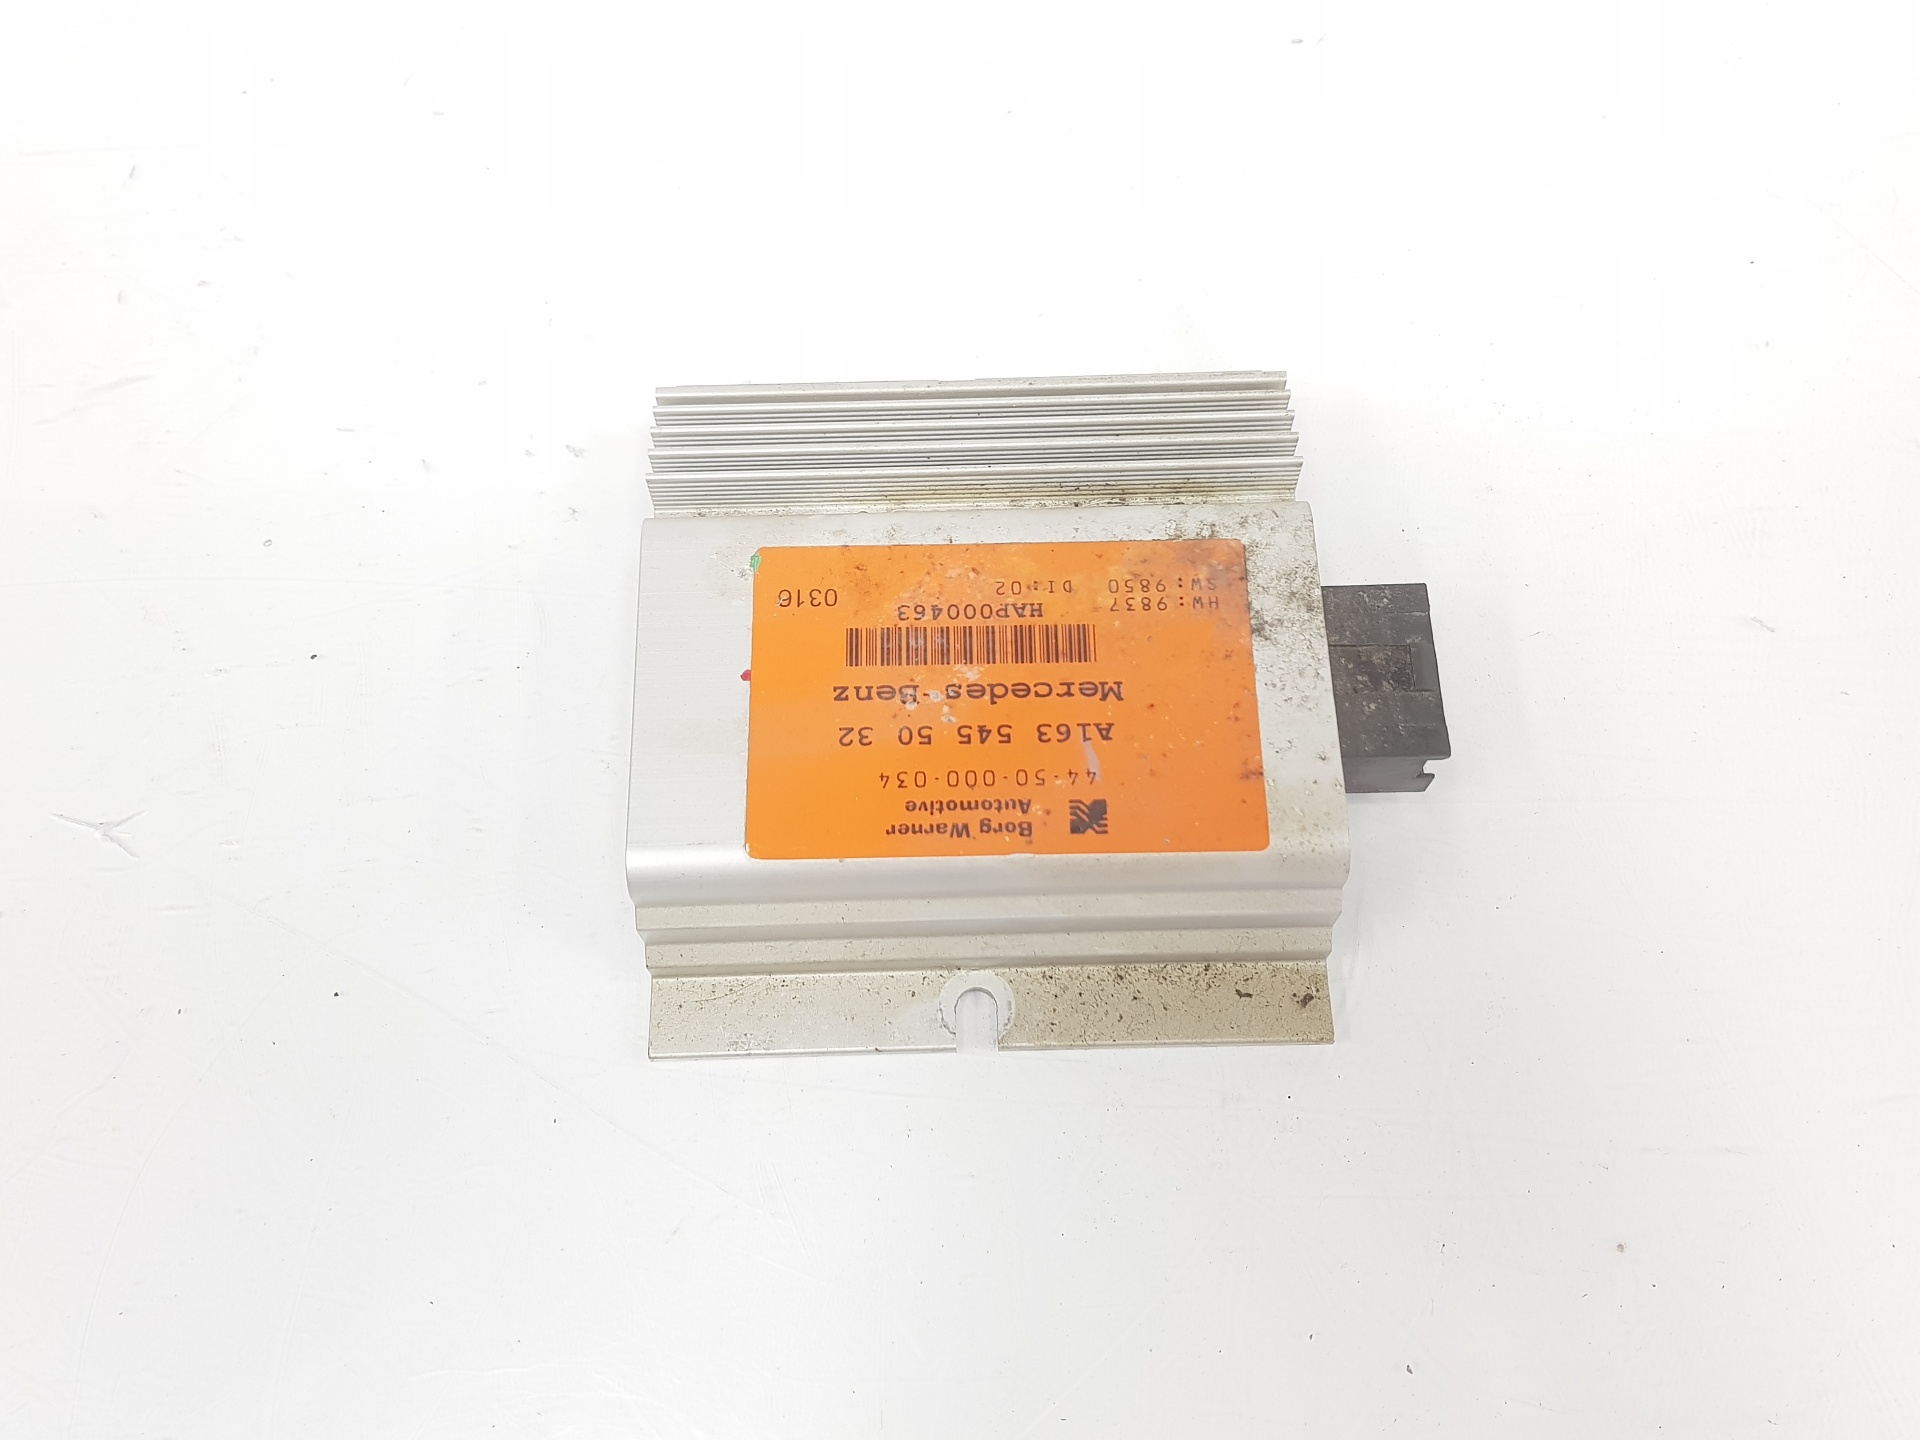 Borg Warner
Automotive
44-50-000-034
A163 545 50 32
Mercedes-Benz
HAP000463
HW:9837
SW:9850 DI:02 0316